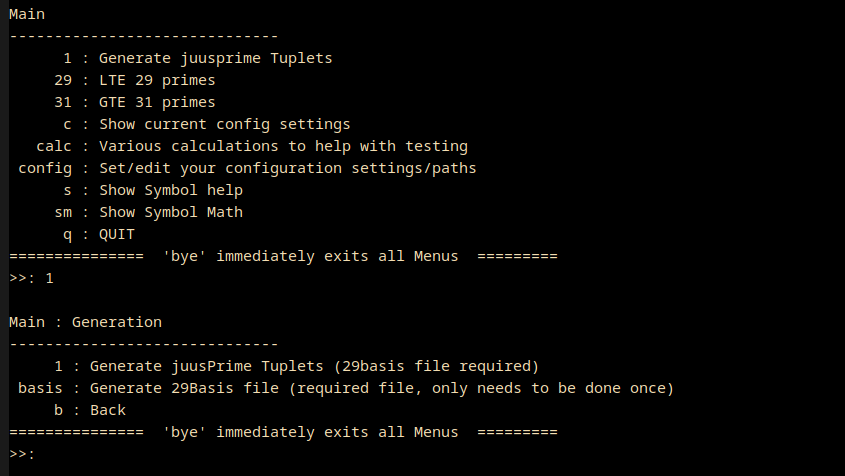 Main
------------------------------
1 : Generate juusprime Tuplets
29 : LTE 29 primes
31 : GTE 31 primes
c : Show current config settings
calc : Various calculations to help with testing
config : Set/edit your configuration settings/paths
s : Show Symbol help
sm : Show Symbol Math
q : QUIT
===============  'bye' immediately exits all Menus  =========
>>: 1

Main : Generation
------------------------------
1 : Generate juusPrime Tuplets (29basis file required)
basis : Generate 29Basis file (required file, only needs to be done once)
b : Back
===============  'bye' immediately exits all Menus  =========
>>: